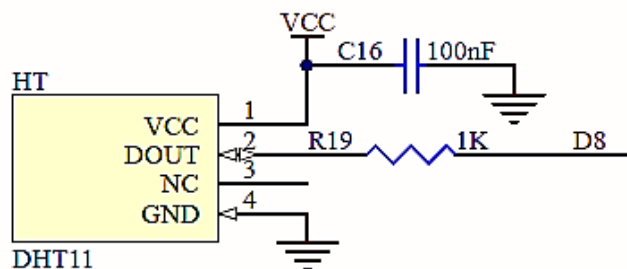 VCC
C16 100nF
HT
VCC 1
DOUT 2 R19 1K D8
NC 3
GND 4
DHT11